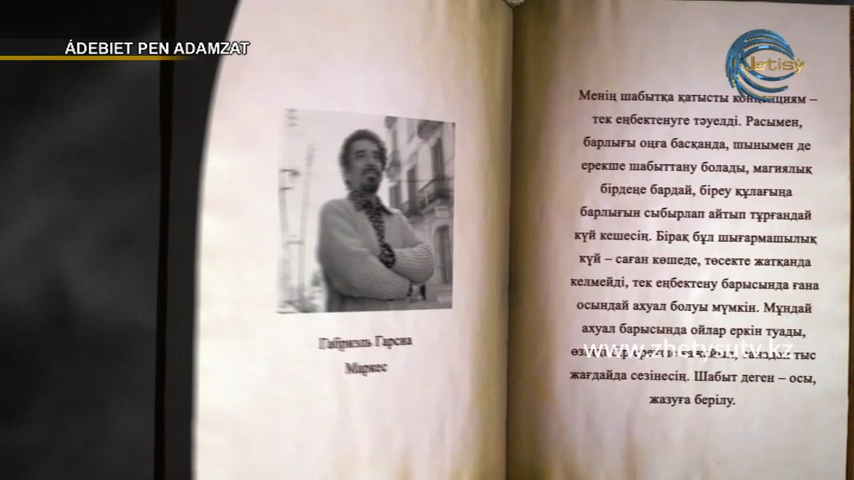 ÁDEBIET PEN ADAMZAT
Jetisý
Габриэль Гарсиа
Маркес
Менің шабытқа қатысты концепциям –
тек еңбектенуге тәуелді. Расымен,
барлығы оңға басқанда, шынымен де
ерекше шабыттану болады, магиялық
бірдеңе бардай, біреу құлағыңа
барлығын сыбырлап айтып тұрғандай
күй кешесің. Бірақ бұл шығармашылық
күй – саған көшеде, төсекте жатқанда
келмейді, тек еңбектену барысында ғана
осындай ахуал болуы мүмкін. Мұндай
ахуал барысында ойлар еркін туады,
санадан тыс
www.zhetysutv.kz
жағдайда сезінесің. Шабыт деген – осы,
жазуға берілу.